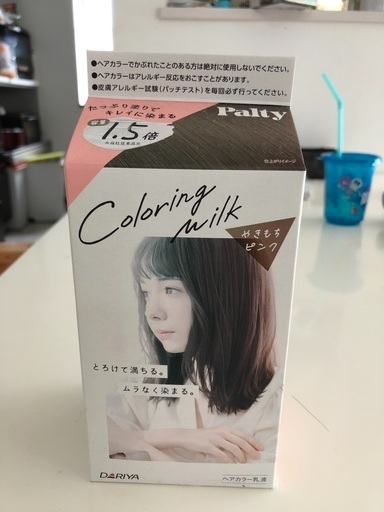 ●ヘアカラーでかぶれたことのある方は絶対に使用しないでください。
●ヘアカラーはアレルギー反応をおこすことがあります。
●皮膚アレルギー試験(パッチテスト)を毎回必ず行ってください。
たっぷり塗りで
キレイに染まる
1.5倍
Palty
仕上がりイメージ
Coloring
Milk
やきもち
ピンク
とろけて満ちる。
ムラなく染まる。
DARIYA
ヘアカラー乳液